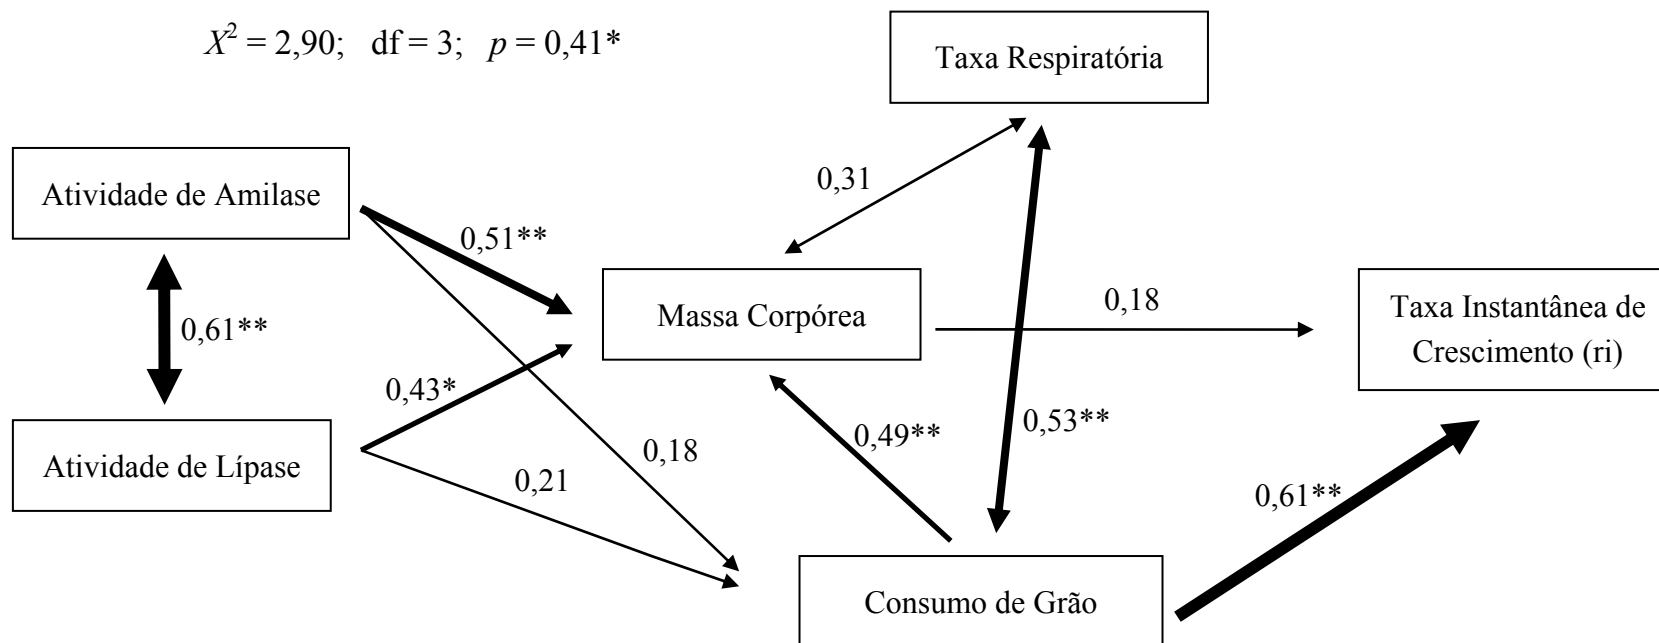 X² = 2,90; df = 3; p = 0,41*
Taxa Respiratória
Atividade de Amilase
0,31
0,51**
Massa Corpórea
0,18
Taxa Instantânea de
Crescimento (ri)
0,61**
0,43*
0,49**
0,53**
0,18
Atividade de Lípase
0,21
0,61**
Consumo de Grão